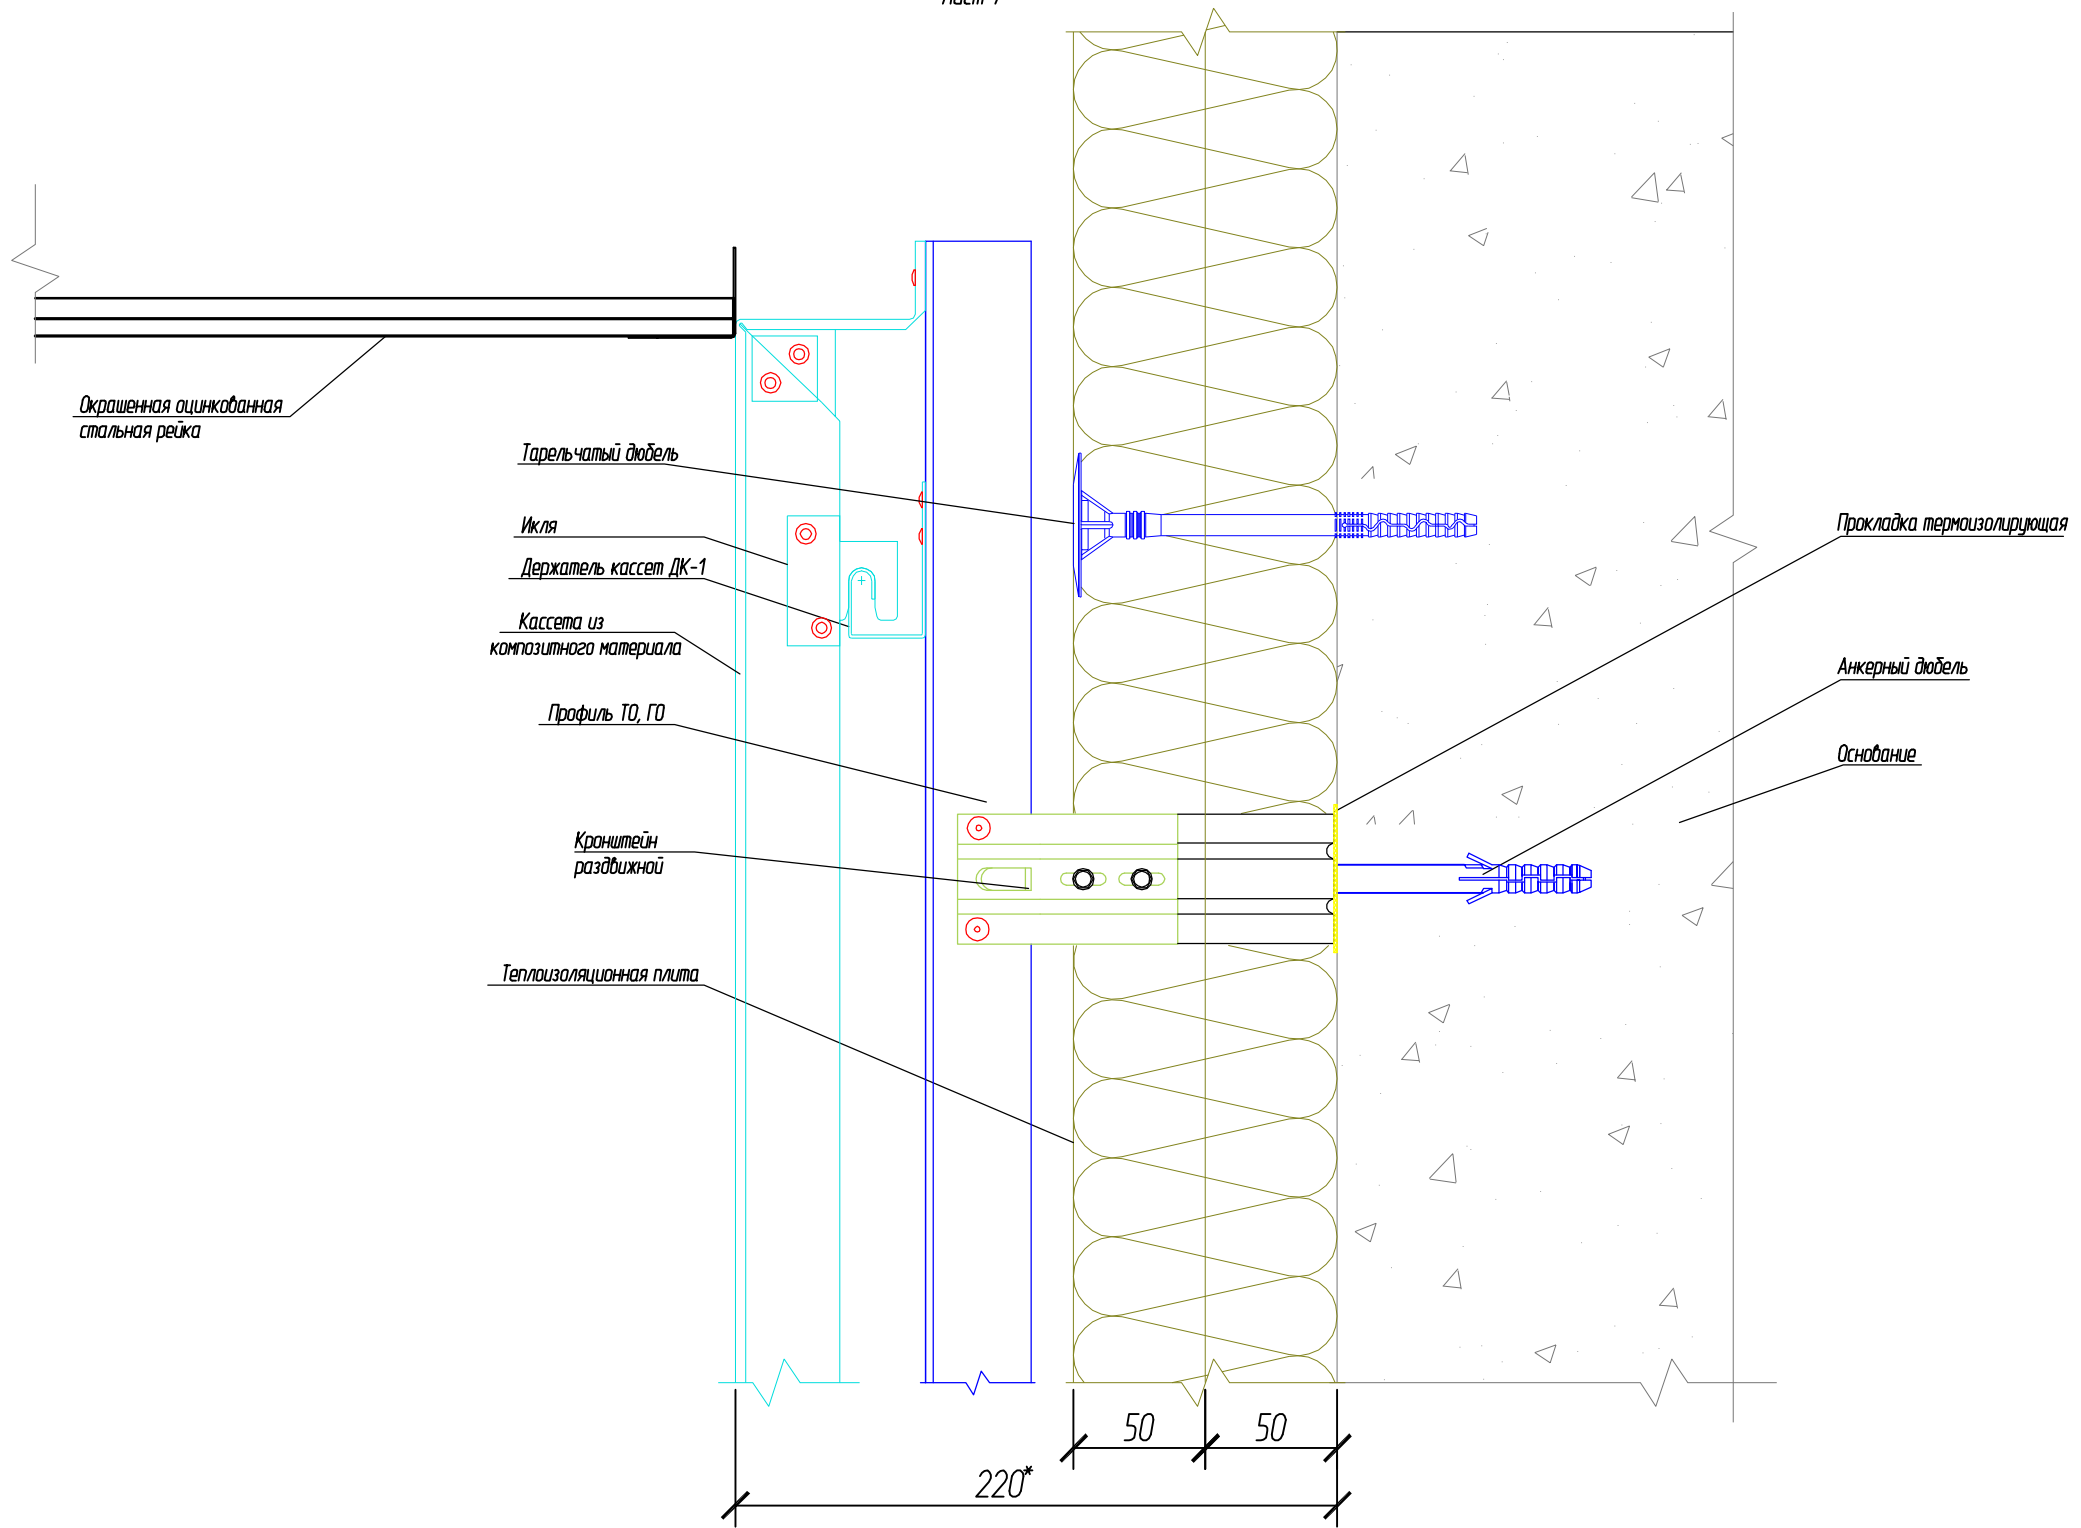 Окрашенная оцинкованная
стальная рейка
Тарельчатый дюбель
Икля
Держатель кассет ДК-1
Кассета из
композитного материала
Профиль ТО, ГО
Кронштейн
раздвижной
Теплоизоляционная плита
Прокладка термоизолирующая
Анкерный дюбель
Основание
50
50
220*